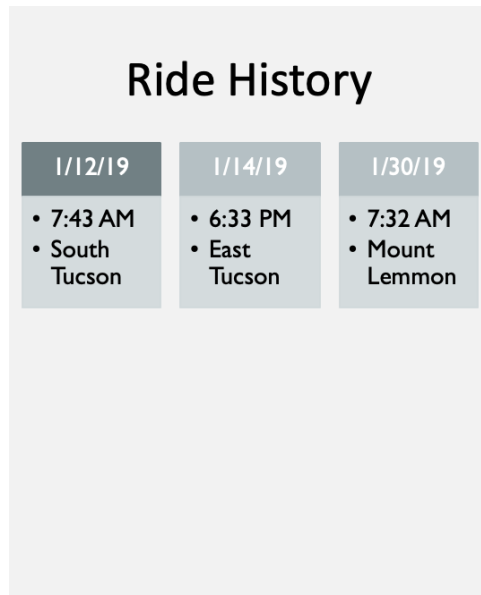 Ride History
1/12/19
• 7:43 AM
• South
Tucson
1/14/19
• 6:33 PM
• East
Tucson
1/30/19
• 7:32 AM
• Mount
Lemmon